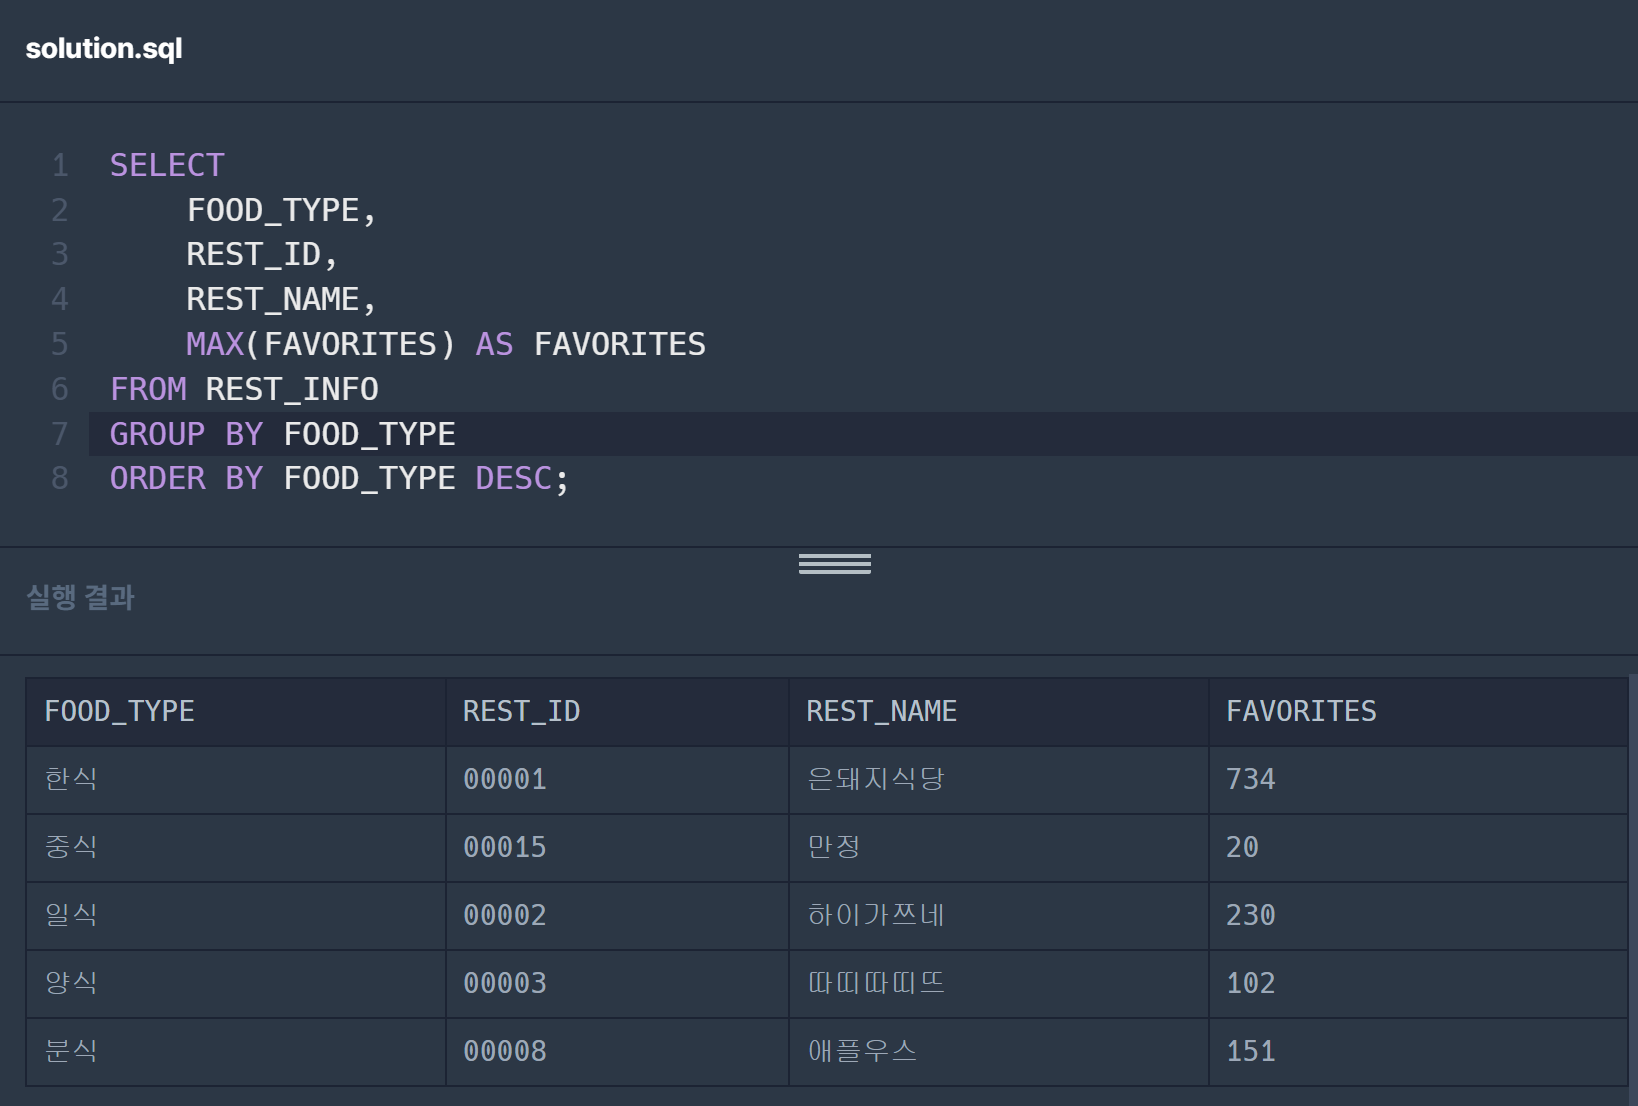 solution.sql
1 SELECT
2     FOOD_TYPE,
3     REST_ID,
4     REST_NAME,
5     MAX(FAVORITES) AS FAVORITES
6 FROM REST_INFO
7 GROUP BY FOOD_TYPE
8 ORDER BY FOOD_TYPE DESC;
실행 결과
FOOD_TYPE REST_ID REST_NAME FAVORITES
한식 00001 은돼지식당 734
중식 00015 만정 20
일식 00002 하이가쯔네 230
양식 00003 따띠따띠뜨 102
분식 00008 애플우스 151